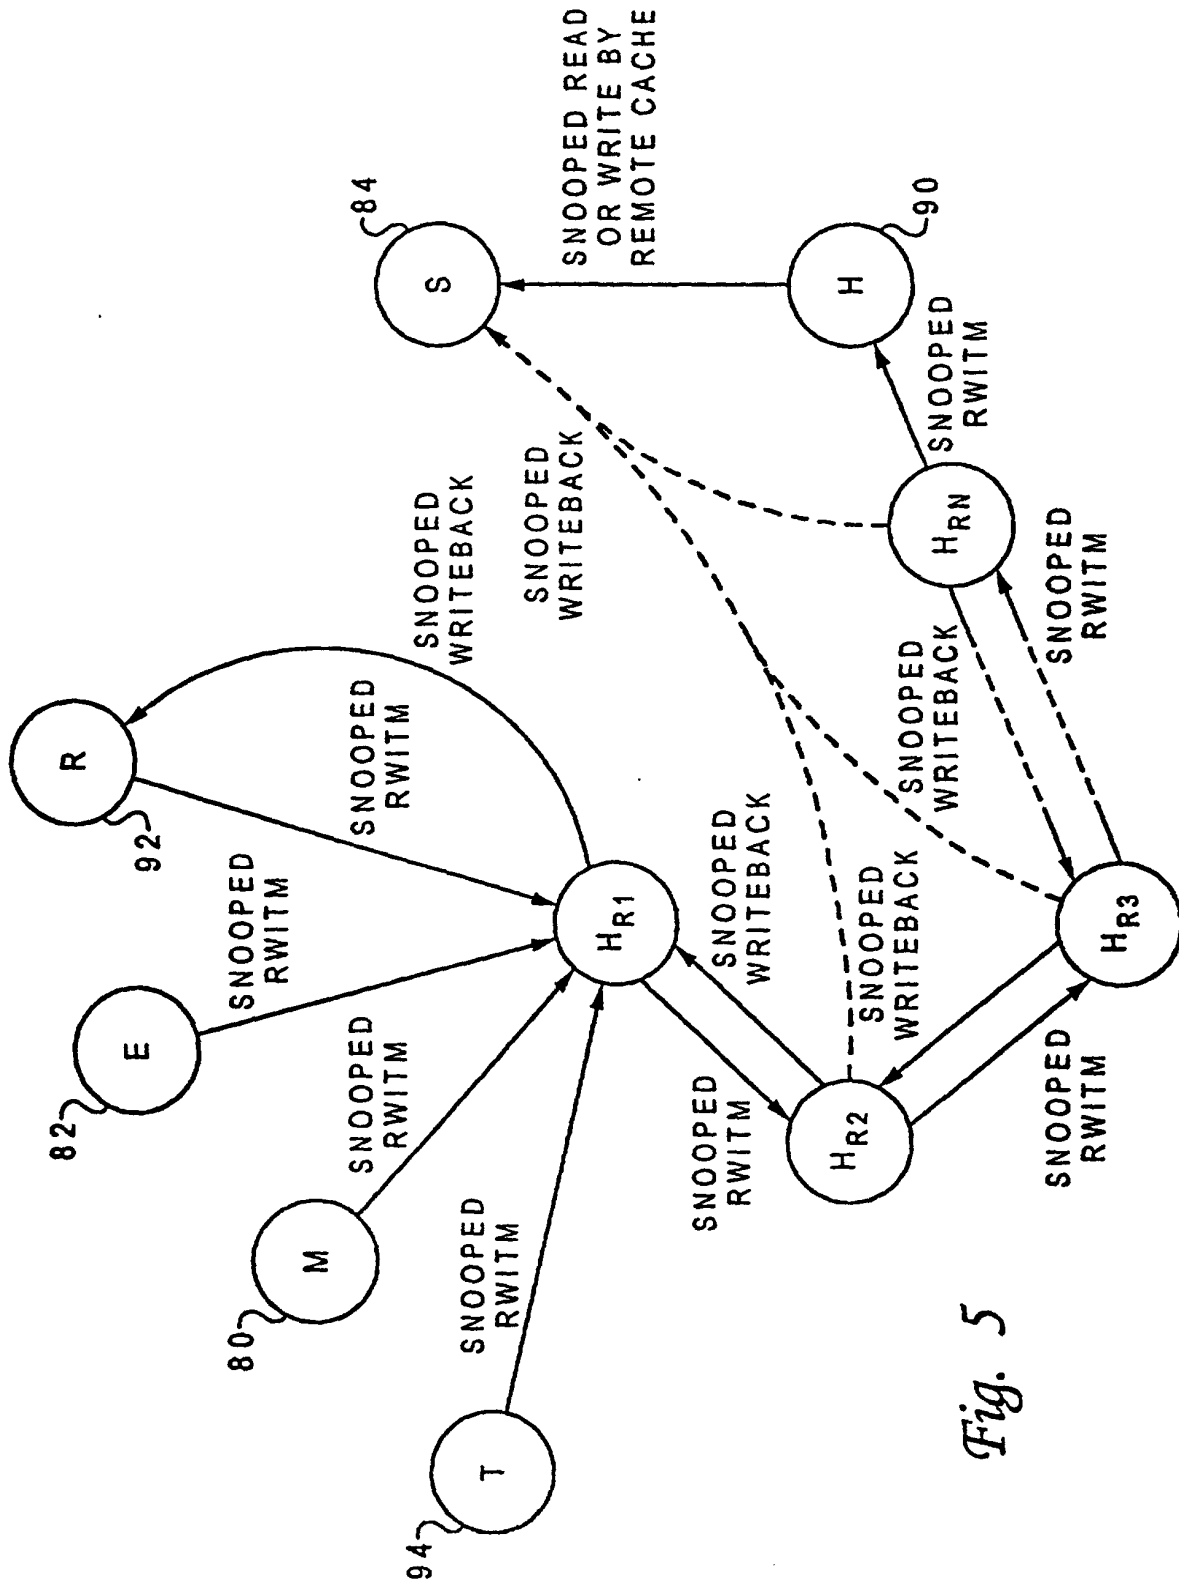 94
T
SNOOPED
RWITM
80
M
SNOOPED
RWITM
82
E
SNOOPED
RWITM
92
R
SNOOPED
RWITM
SNOOPED
WRITEBACK
HR1
SNOOPED
RWITM
SNOOPED
WRITEBACK
HR2
SNOOPED
WRITEBACK
SNOOPED
RWITM
HR3
SNOOPED
WRITEBACK
SNOOPED
RWITM
HRN
SNOOPED
WRITEBACK
SNOOPED
RWITM
H
90
S
84
SNOOPED READ
OR WRITE BY
REMOTE CACHE
Fig. 5